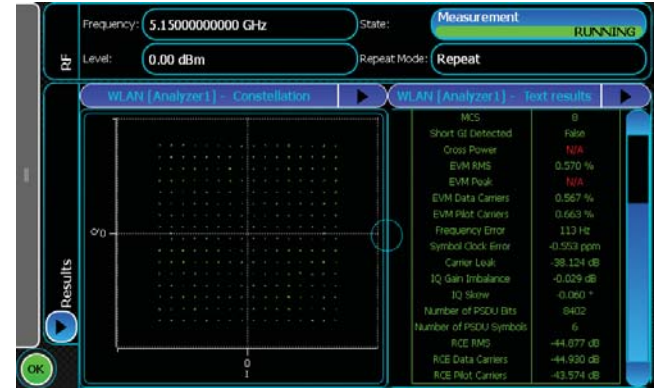 RF
Frequency: 5.15000000000 GHz
State: Measurement
RUNNING
Level: 0.00 dBm
Repeat Mode: Repeat
Results
WLAN [Analyzer1] - Constellation
WLAN [Analyzer1] - Text results
Q
0
0
I
MCS 8
Short GI Detected False
Cross Power N/A
EVM RMS 0.570 %
EVM Peak N/A
EVM Data Carriers 0.567 %
EVM Pilot Carriers 0.663 %
Frequency Error 113 Hz
Symbol Clock Error -0.553 ppm
Carrier Leak -38.124 dB
IQ Gain Imbalance -0.029 dB
IQ Skew -0.060 °
Number of PSDU Bits 8402
Number of PSDU Symbols 6
RCE RMS -44.877 dB
RCE Data Carriers -44.930 dB
RCE Pilot Carriers -43.574 dB
OK